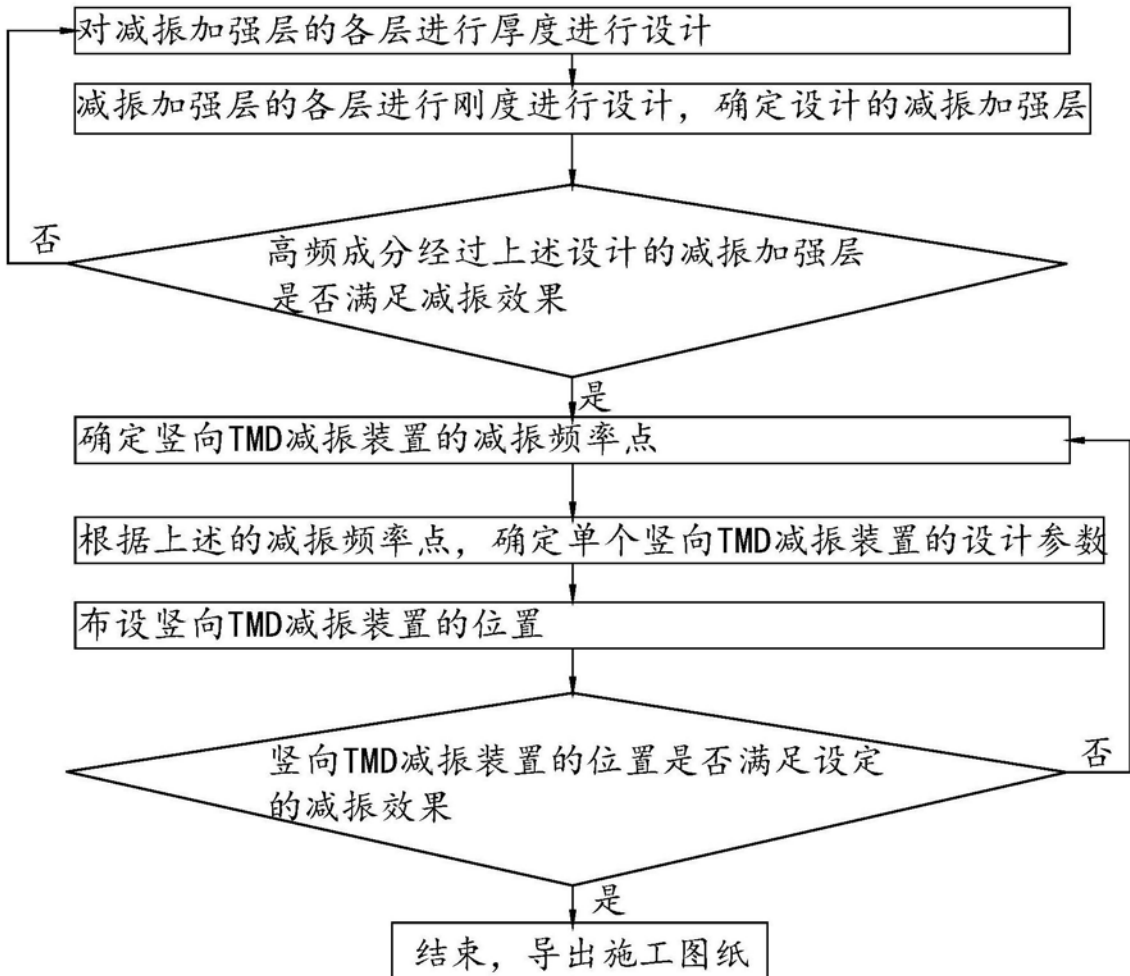 对减振加强层的各层进行厚度进行设计
减振加强层的各层进行刚度进行设计，确定设计的减振加强层
否
高频成分经过上述设计的减振加强层
是否满足减振效果
是
确定竖向TMD减振装置的减振频率点
根据上述的减振频率点，确定单个竖向TMD减振装置的设计参数
布设竖向TMD减振装置的位置
竖向TMD减振装置的位置是否满足设定
的减振效果
否
是
结束，导出施工图纸